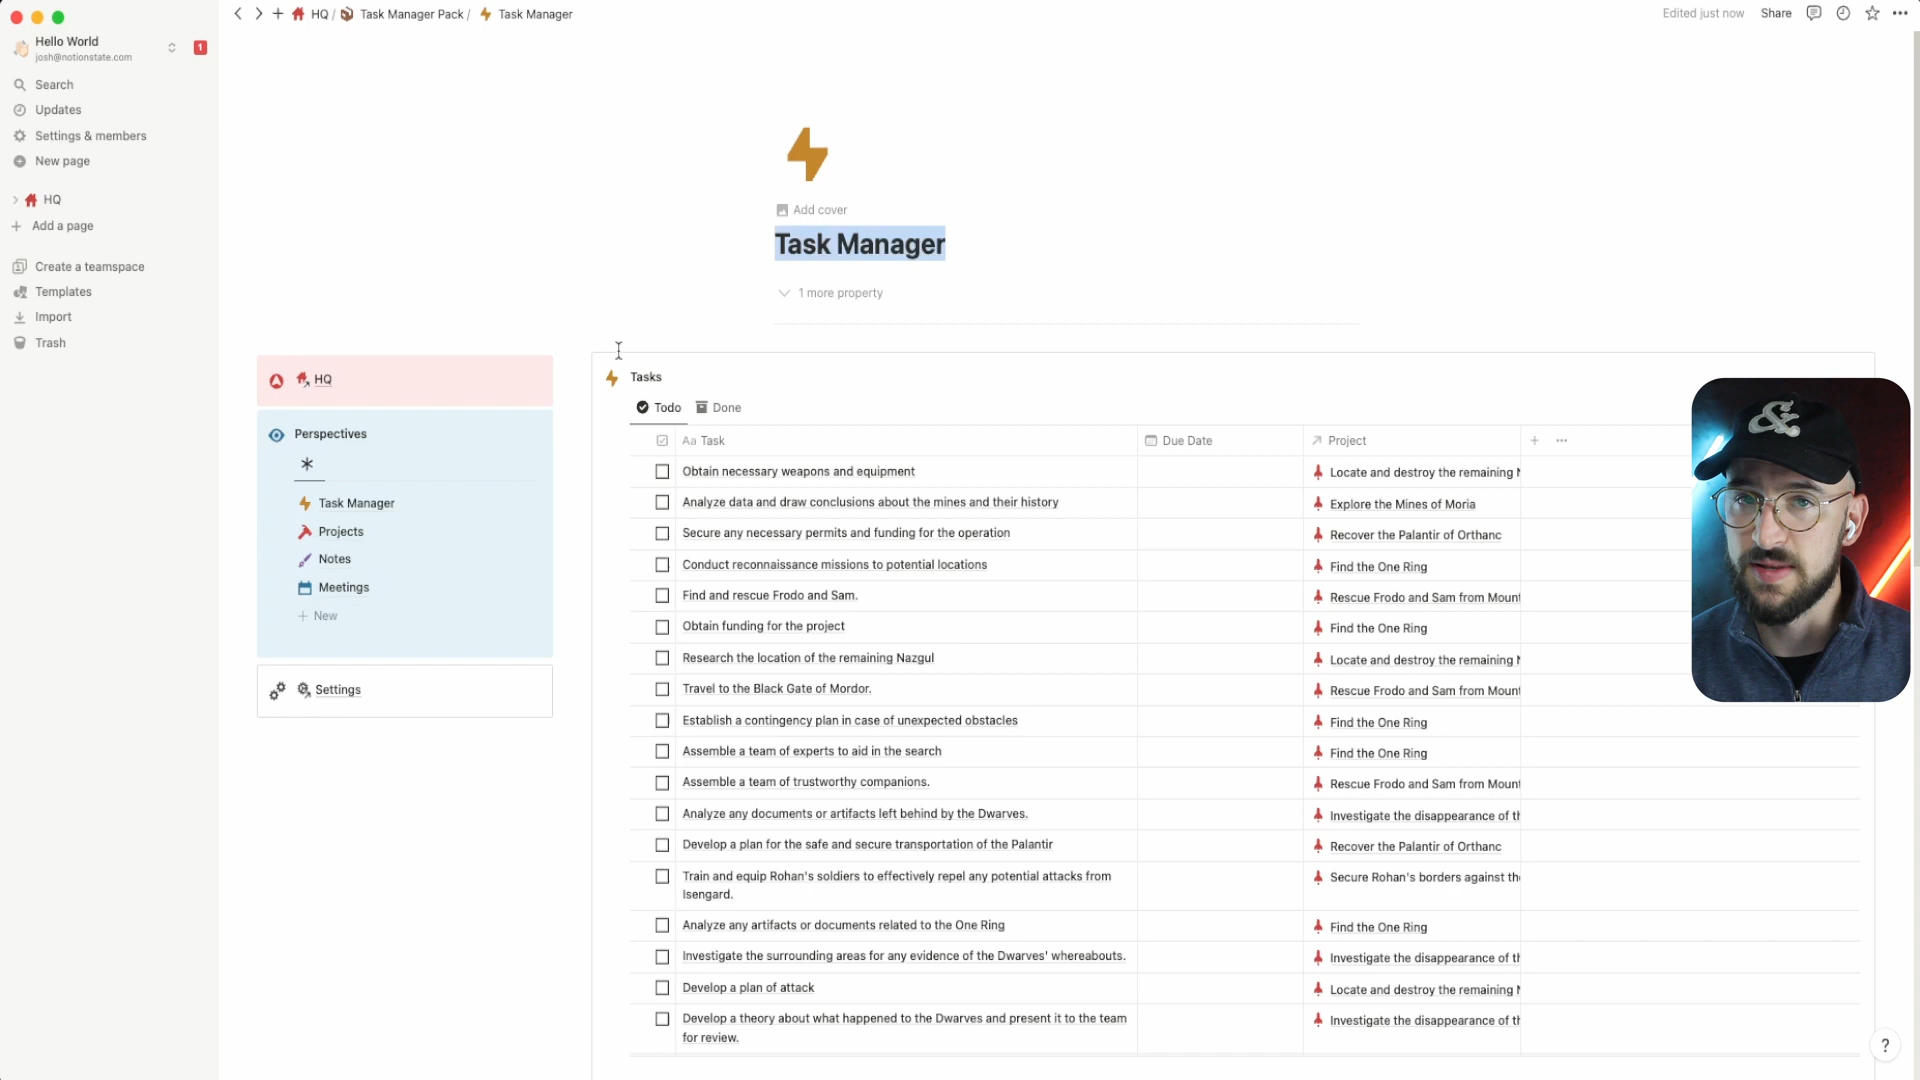 HQ / Task Manager Pack / Task Manager
Edited just now Share
Hello World
josh@notionstate.com
1
Search
Updates
Settings & members
New page
HQ
Add a page
Create a teamspace
Templates
Import
Trash
Add cover
Task Manager
1 more property
HQ
Perspectives
Task Manager
Projects
Notes
Meetings
New
Settings
Tasks
Todo Done
Aa Task Due Date Project
Obtain necessary weapons and equipment Locate and destroy the remaining
Analyze data and draw conclusions about the mines and their history Explore the Mines of Moria
Secure any necessary permits and funding for the operation Recover the Palantir of Orthanc
Conduct reconnaissance missions to potential locations Find the One Ring
Find and rescue Frodo and Sam. Rescue Frodo and Sam from Mount
Obtain funding for the project Find the One Ring
Research the location of the remaining Nazgul Locate and destroy the remaining
Travel to the Black Gate of Mordor. Rescue Frodo and Sam from Mount
Establish a contingency plan in case of unexpected obstacles Find the One Ring
Assemble a team of experts to aid in the search Find the One Ring
Assemble a team of trustworthy companions. Rescue Frodo and Sam from Mount
Analyze any documents or artifacts left behind by the Dwarves. Investigate the disappearance of th
Develop a plan for the safe and secure transportation of the Palantir Recover the Palantir of Orthanc
Train and equip Rohan's soldiers to effectively repel any potential attacks from Secure Rohan's borders against the
Isengard.
Analyze any artifacts or documents related to the One Ring Find the One Ring
Investigate the surrounding areas for any evidence of the Dwarves' whereabouts. Investigate the disappearance of th
Develop a plan of attack Locate and destroy the remaining
Develop a theory about what happened to the Dwarves and present it to the team Investigate the disappearance of th
for review.
&
?